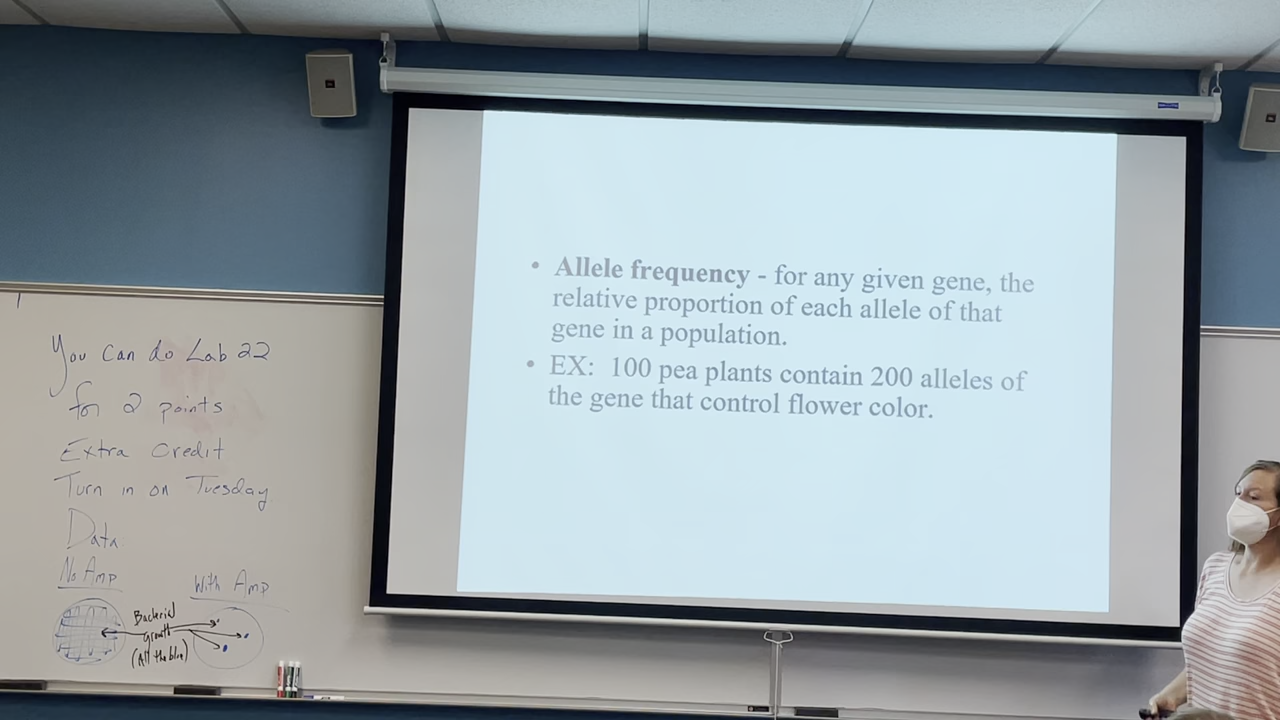 You can do Lab 22
for 2 points
Extra Credit
Turn in on Tuesday
Data
No Amp
With Amp
Bacterial
Growth
(All the blue)
• Allele frequency - for any given gene, the
relative proportion of each allele of that
gene in a population.
• EX: 100 pea plants contain 200 alleles of
the gene that control flower color.